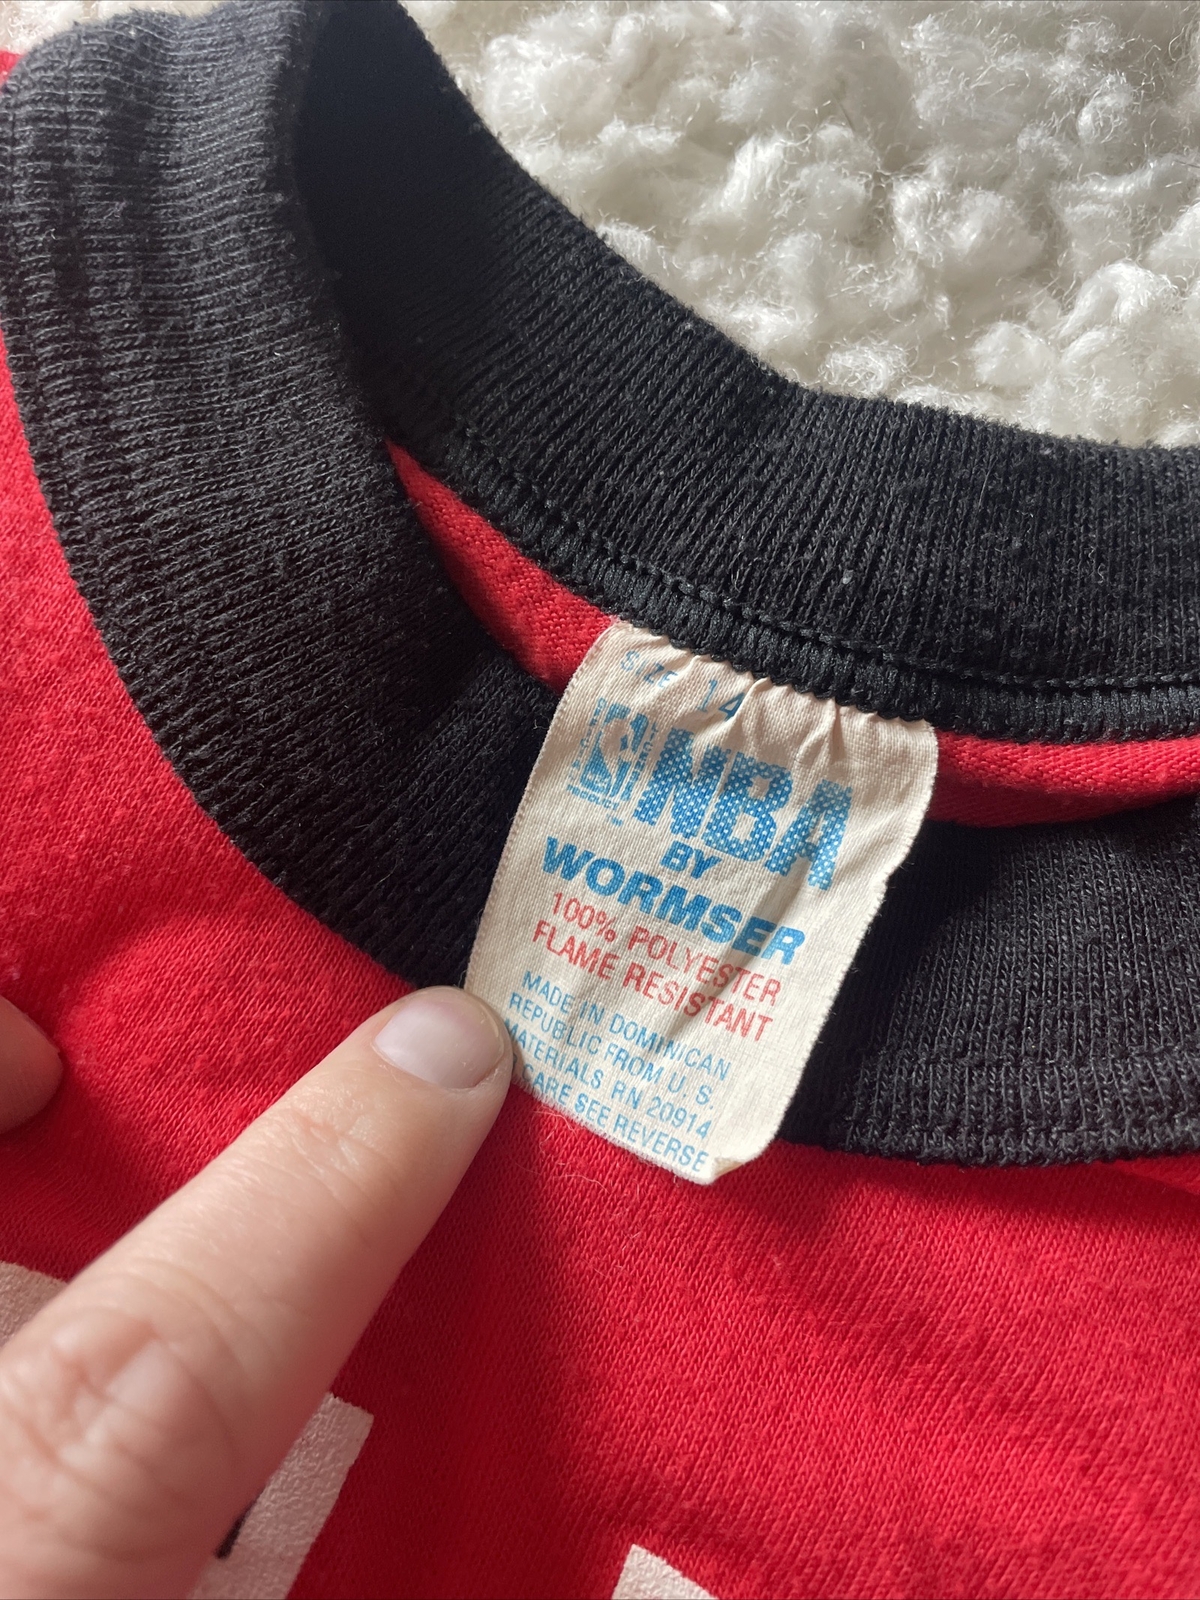 SIZE 14
NBA
BY
WORMSER
100% POLYESTER
FLAME RESISTANT
MADE IN DOMINICAN
REPUBLIC FROM U. S.
MATERIALS RN 20914
CARE SEE REVERSE